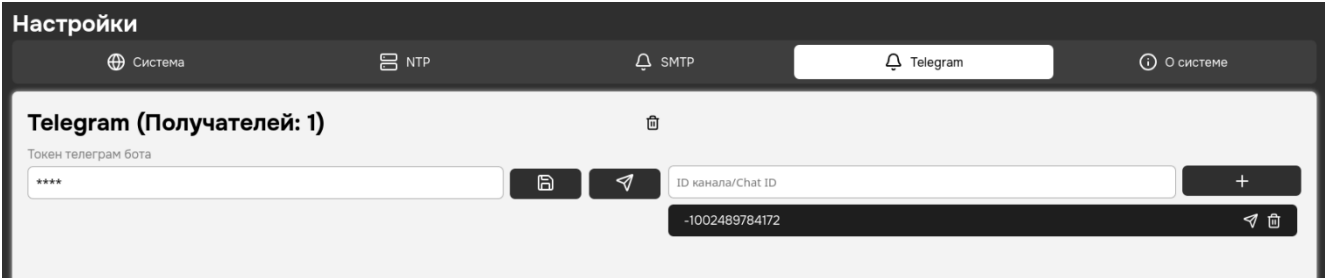 Настройки
Система
NTP
SMTP
Telegram
О системе
Telegram (Получателей: 1)
Токен телеграм бота
****
ID канала/Chat ID
-1002489784172